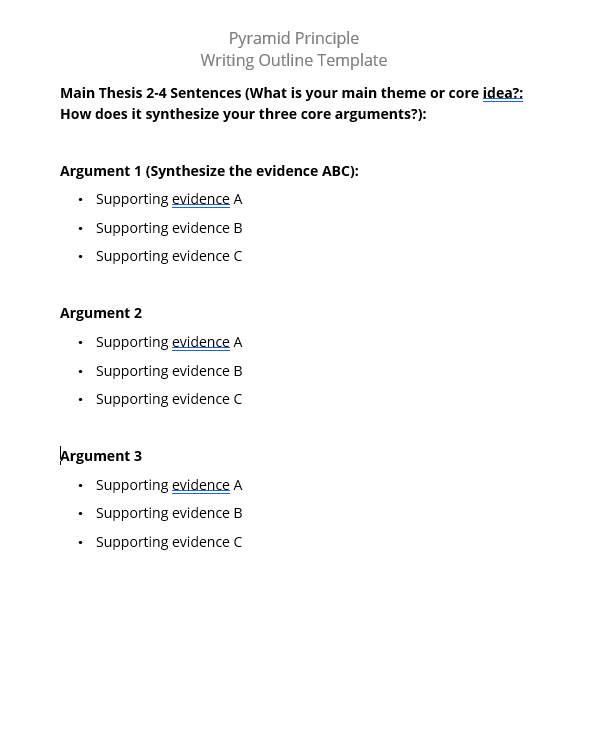 Pyramid Principle
Writing Outline Template
Main Thesis 2-4 Sentences (What is your main theme or core idea?:
How does it synthesize your three core arguments?):
Argument 1 (Synthesize the evidence ABC):
• Supporting evidence A
• Supporting evidence B
• Supporting evidence C
Argument 2
• Supporting evidence A
• Supporting evidence B
• Supporting evidence C
Argument 3
• Supporting evidence A
• Supporting evidence B
• Supporting evidence C